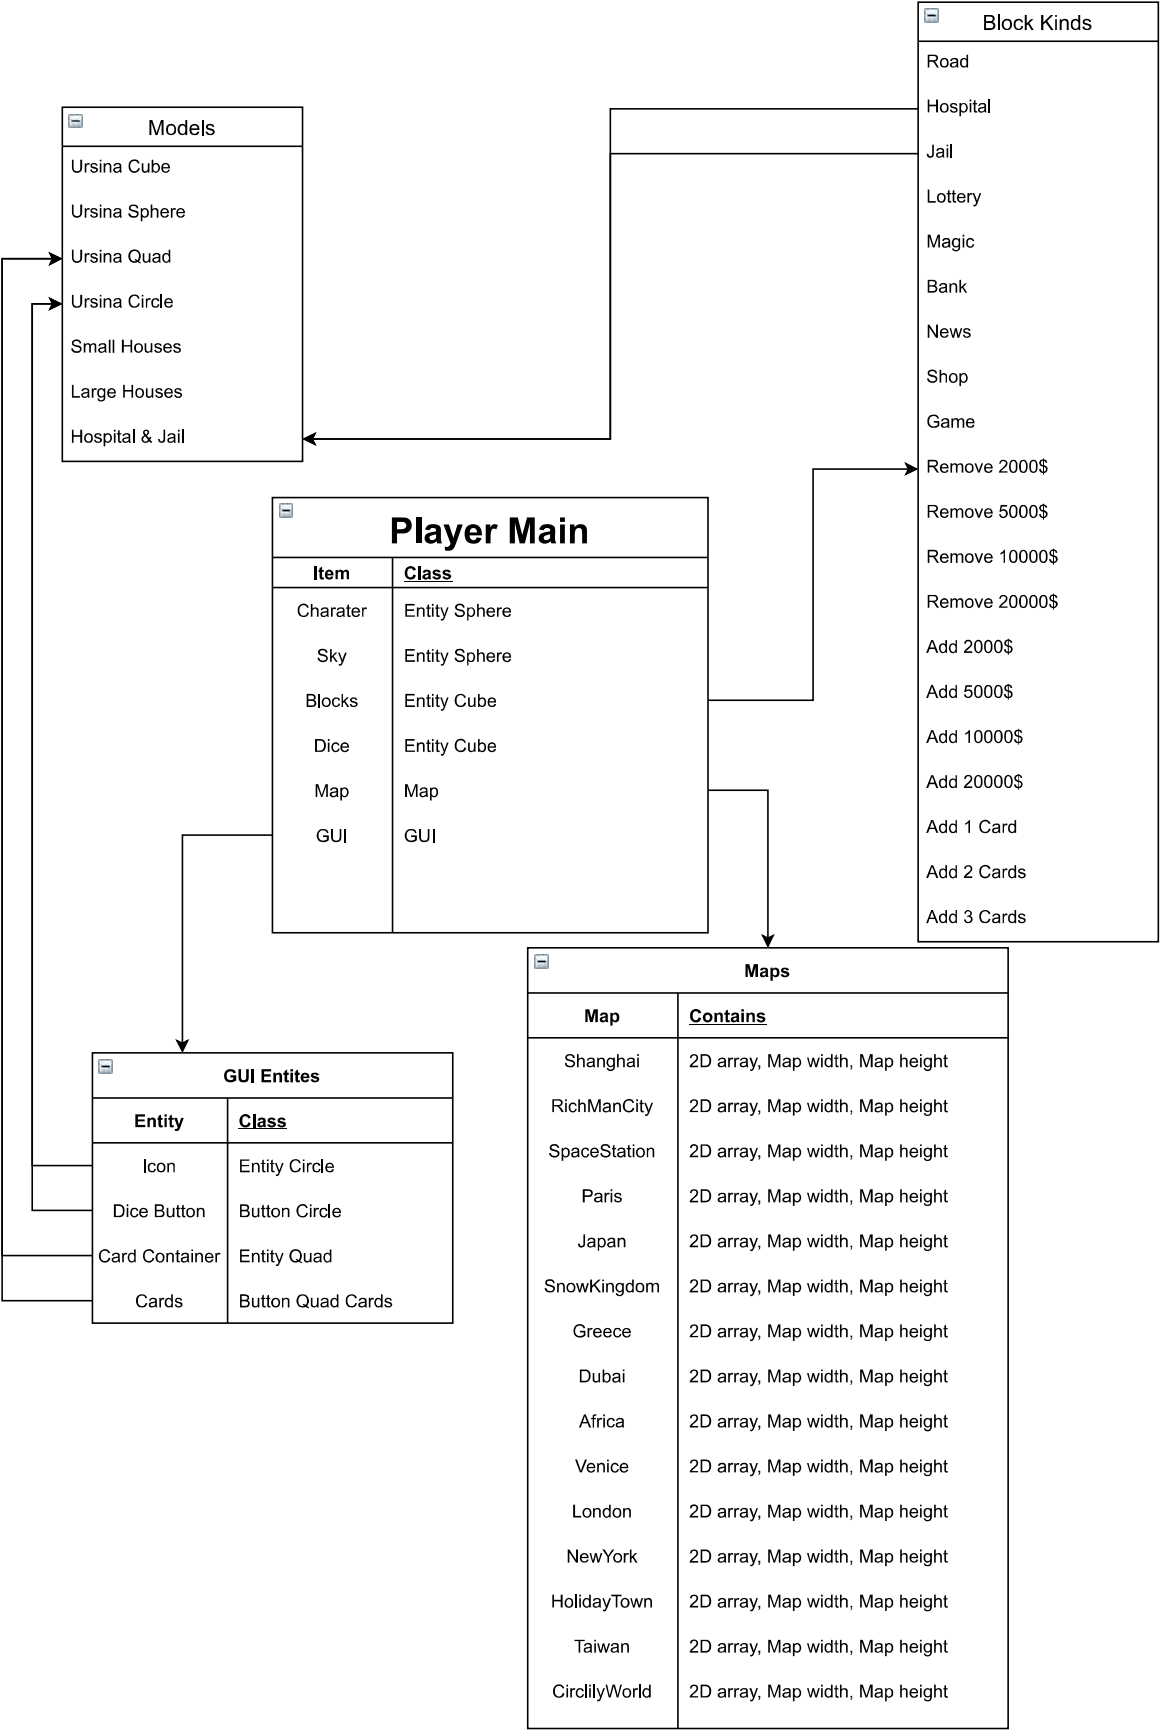 Block Kinds
Road
Hospital
Jail
Lottery
Magic
Bank
News
Shop
Game
Remove 2000$
Remove 5000$
Remove 10000$
Remove 20000$
Add 2000$
Add 5000$
Add 10000$
Add 20000$
Add 1 Card
Add 2 Cards
Add 3 Cards
Models
Ursina Cube
Ursina Sphere
Ursina Quad
Ursina Circle
Small Houses
Large Houses
Hospital & Jail
Player Main
Item Class
Charater Entity Sphere
Sky Entity Sphere
Blocks Entity Cube
Dice Entity Cube
Map Map
GUI GUI
GUI Entites
Entity Class
Icon Entity Circle
Dice Button Button Circle
Card Container Entity Quad
Cards Button Quad Cards
Maps
Map Contains
Shanghai 2D array, Map width, Map height
RichManCity 2D array, Map width, Map height
SpaceStation 2D array, Map width, Map height
Paris 2D array, Map width, Map height
Japan 2D array, Map width, Map height
SnowKingdom 2D array, Map width, Map height
Greece 2D array, Map width, Map height
Dubai 2D array, Map width, Map height
Africa 2D array, Map width, Map height
Venice 2D array, Map width, Map height
London 2D array, Map width, Map height
NewYork 2D array, Map width, Map height
HolidayTown 2D array, Map width, Map height
Taiwan 2D array, Map width, Map height
CirclilyWorld 2D array, Map width, Map height